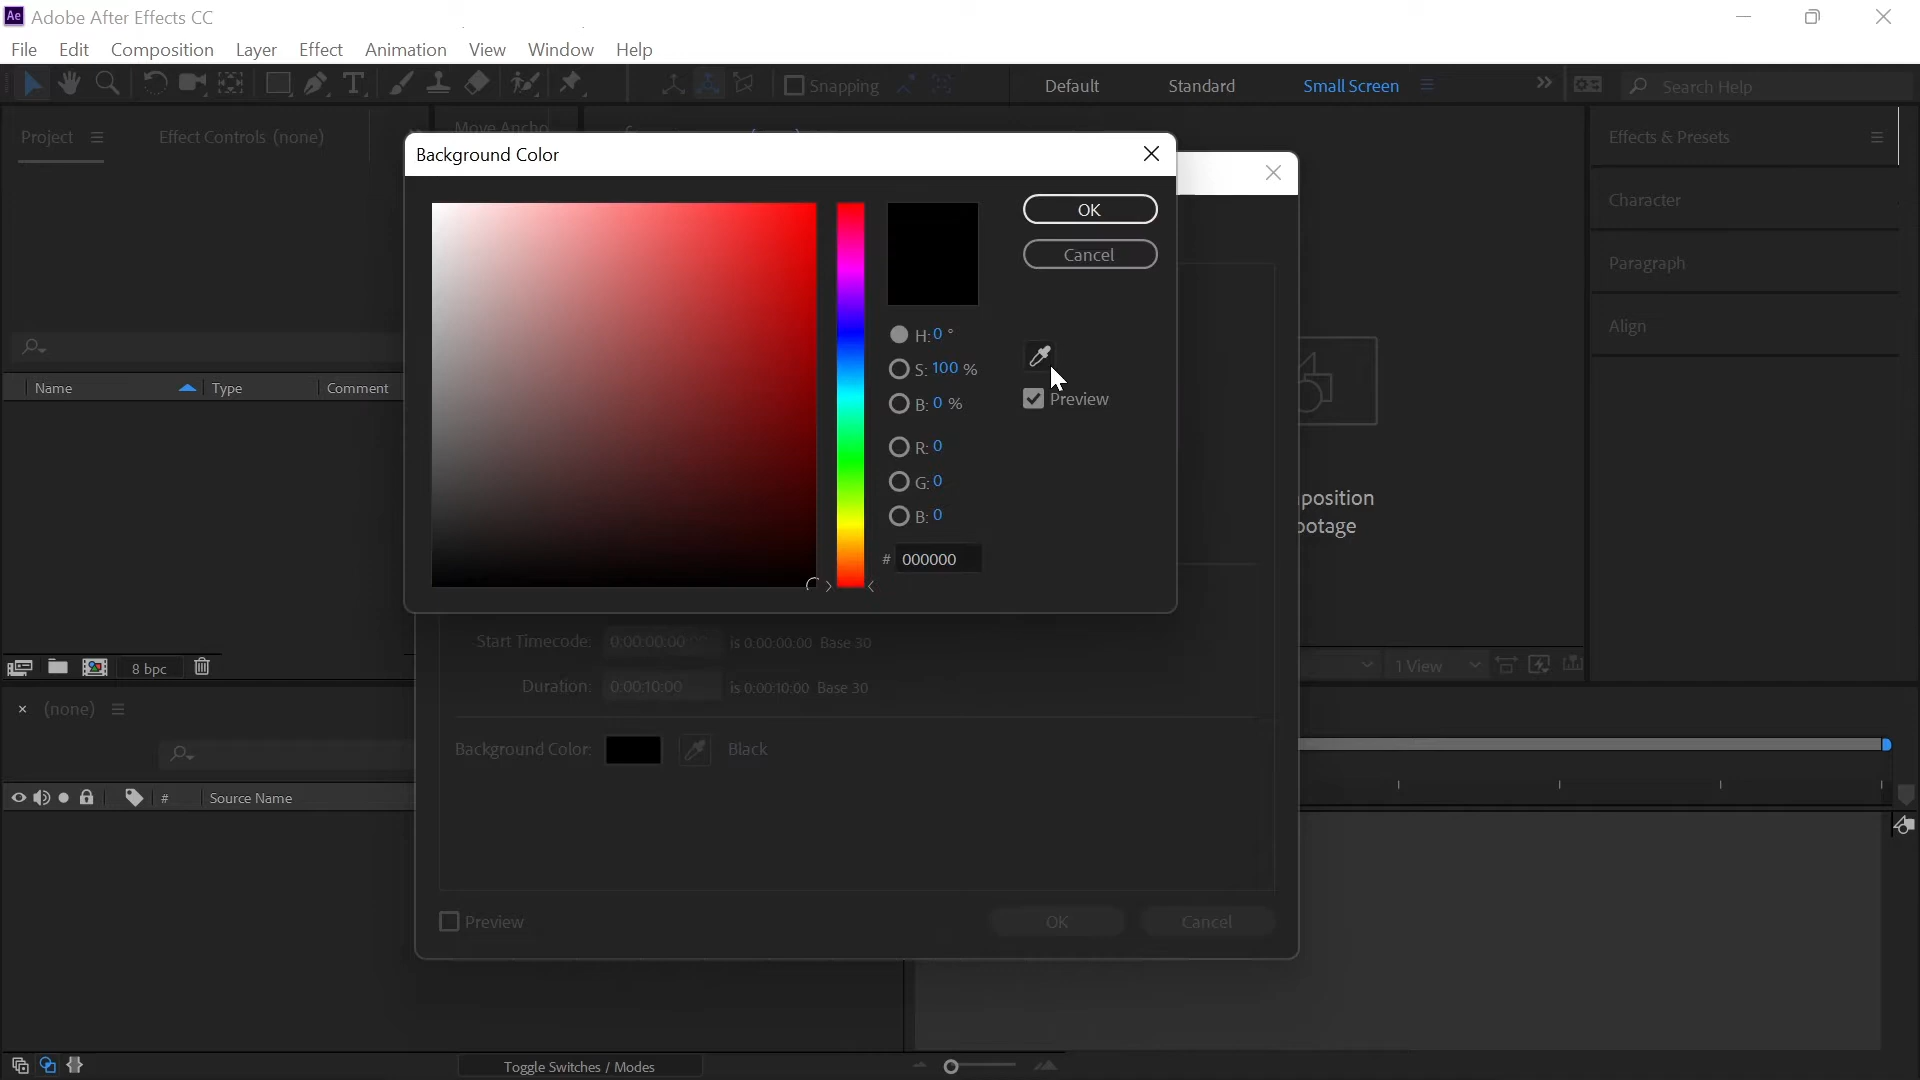 Ae Adobe After Effects CC
File Edit Composition Layer Effect Animation View Window Help
Snapping Default Standard Small Screen Search Help
Project Effect Controls (none) Effects & Presets
Background Color
OK
Cancel
Character
Paragraph
Align
H: 0 °
S: 100 %
B: 0 %
Preview
R: 0
G: 0
B: 0
# 000000
Name Type Comment
position
ootage
Start Timecode: 0:00:00:00 is 0:00:00:00 Base 30
Duration: 0:00:10:00 is 0:00:10:00 Base 30
8 bpc
1 View
(none)
Background Color: Black
# Source Name
Preview OK Cancel
Toggle Switches / Modes